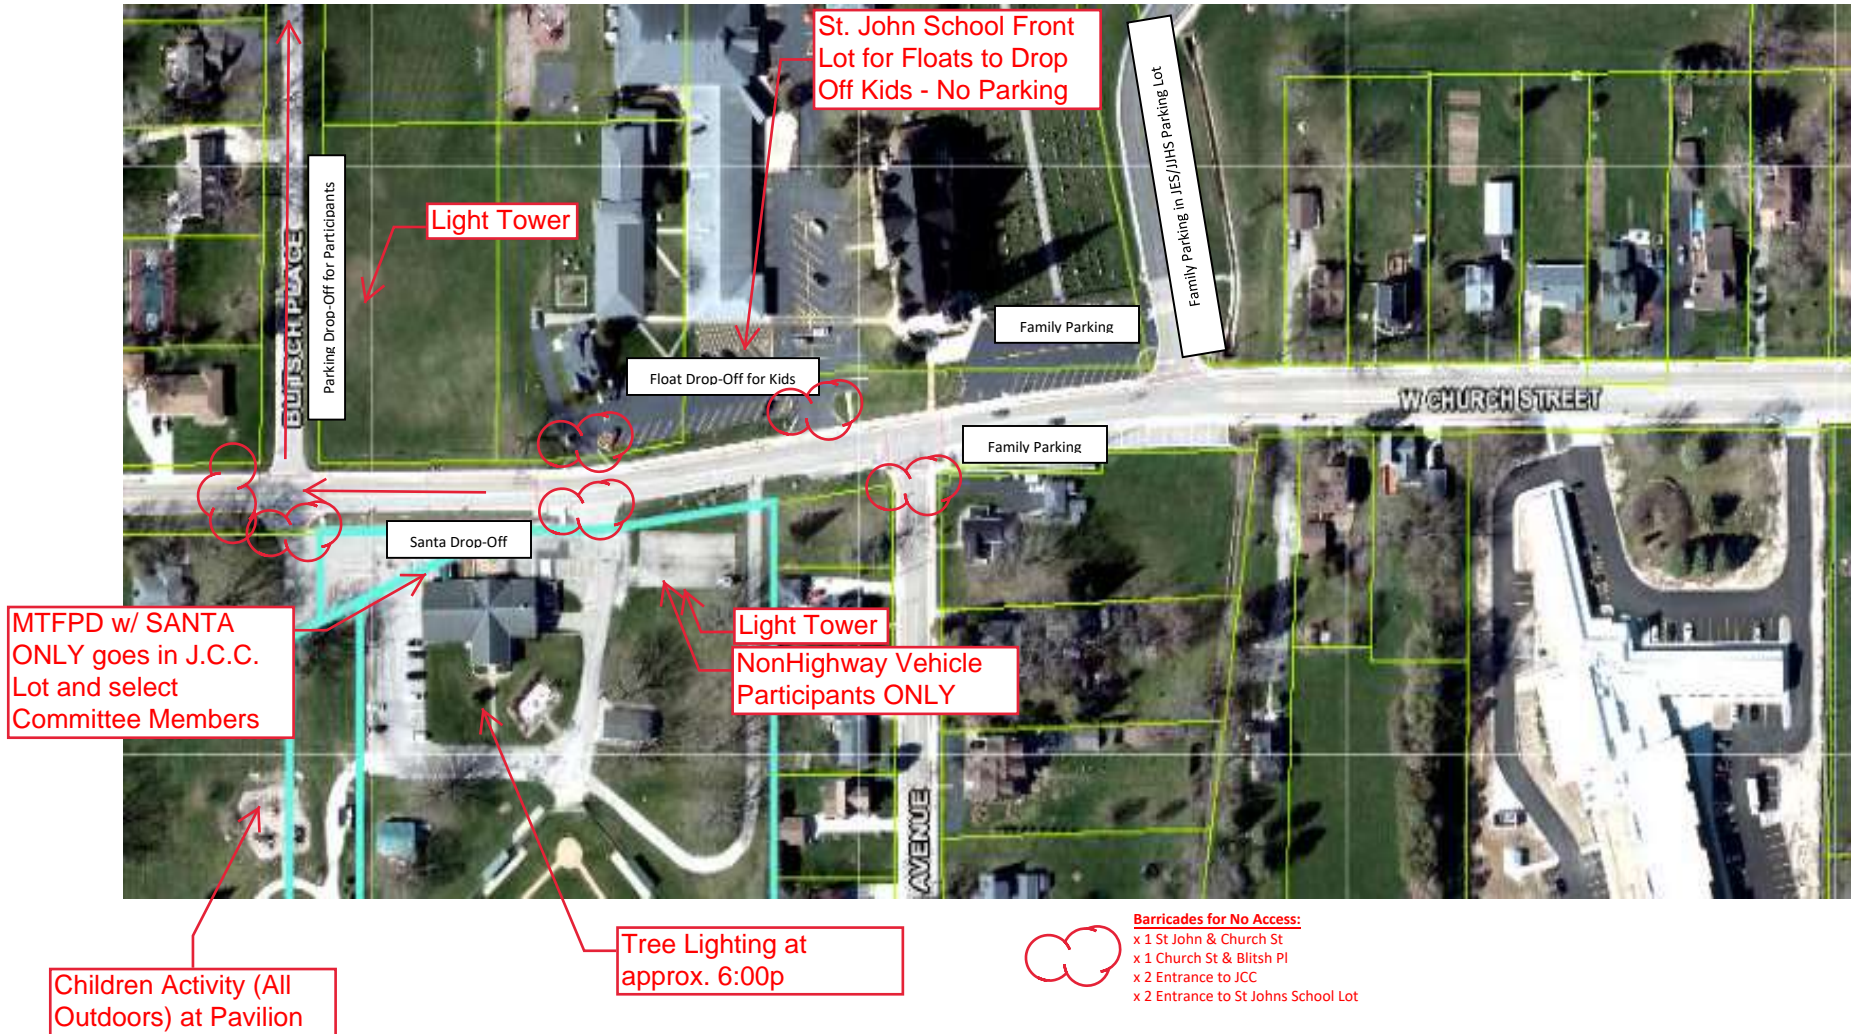 St. John School Front
Lot for Floats to Drop
Off Kids - No Parking
Family Parking in JES/JJHS Parking Lot
Parking Drop-Off for Participants
BLITSCH PLACE
Light Tower
Family Parking
Float Drop-Off for Kids
W CHURCH STREET
Family Parking
Santa Drop-Off
MTFPD w/ SANTA
ONLY goes in J.C.C.
Lot and select
Committee Members
Light Tower
NonHighway Vehicle
Participants ONLY
AVENUE
Tree Lighting at
approx. 6:00p
Children Activity (All
Outdoors) at Pavilion
Barricades for No Access:
x 1 St John & Church St
x 1 Church St & Blitsh Pl
x 2 Entrance to JCC
x 2 Entrance to St Johns School Lot